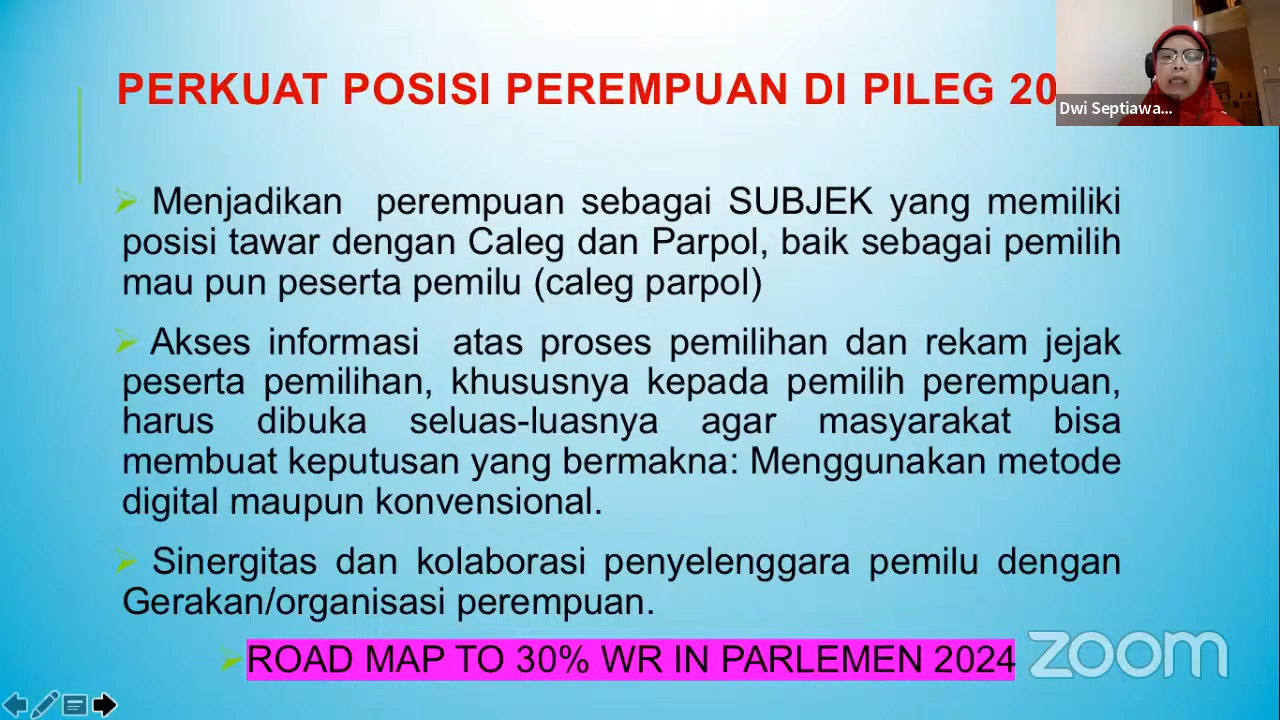 PERKUAT POSISI PEREMPUAN DI PILEG 20
Dwi Septiawa...
Menjadikan perempuan sebagai SUBJEK yang memiliki
posisi tawar dengan Caleg dan Parpol, baik sebagai pemilih
mau pun peserta pemilu (caleg parpol)
Akses informasi atas proses pemilihan dan rekam jejak
peserta pemilihan, khususnya kepada pemilih perempuan,
harus dibuka seluas-luasnya agar masyarakat bisa
membuat keputusan yang bermakna: Menggunakan metode
digital maupun konvensional.
Sinergitas dan kolaborasi penyelenggara pemilu dengan
Gerakan/organisasi perempuan.
ROAD MAP TO 30% WR IN PARLEMEN 2024
zoom